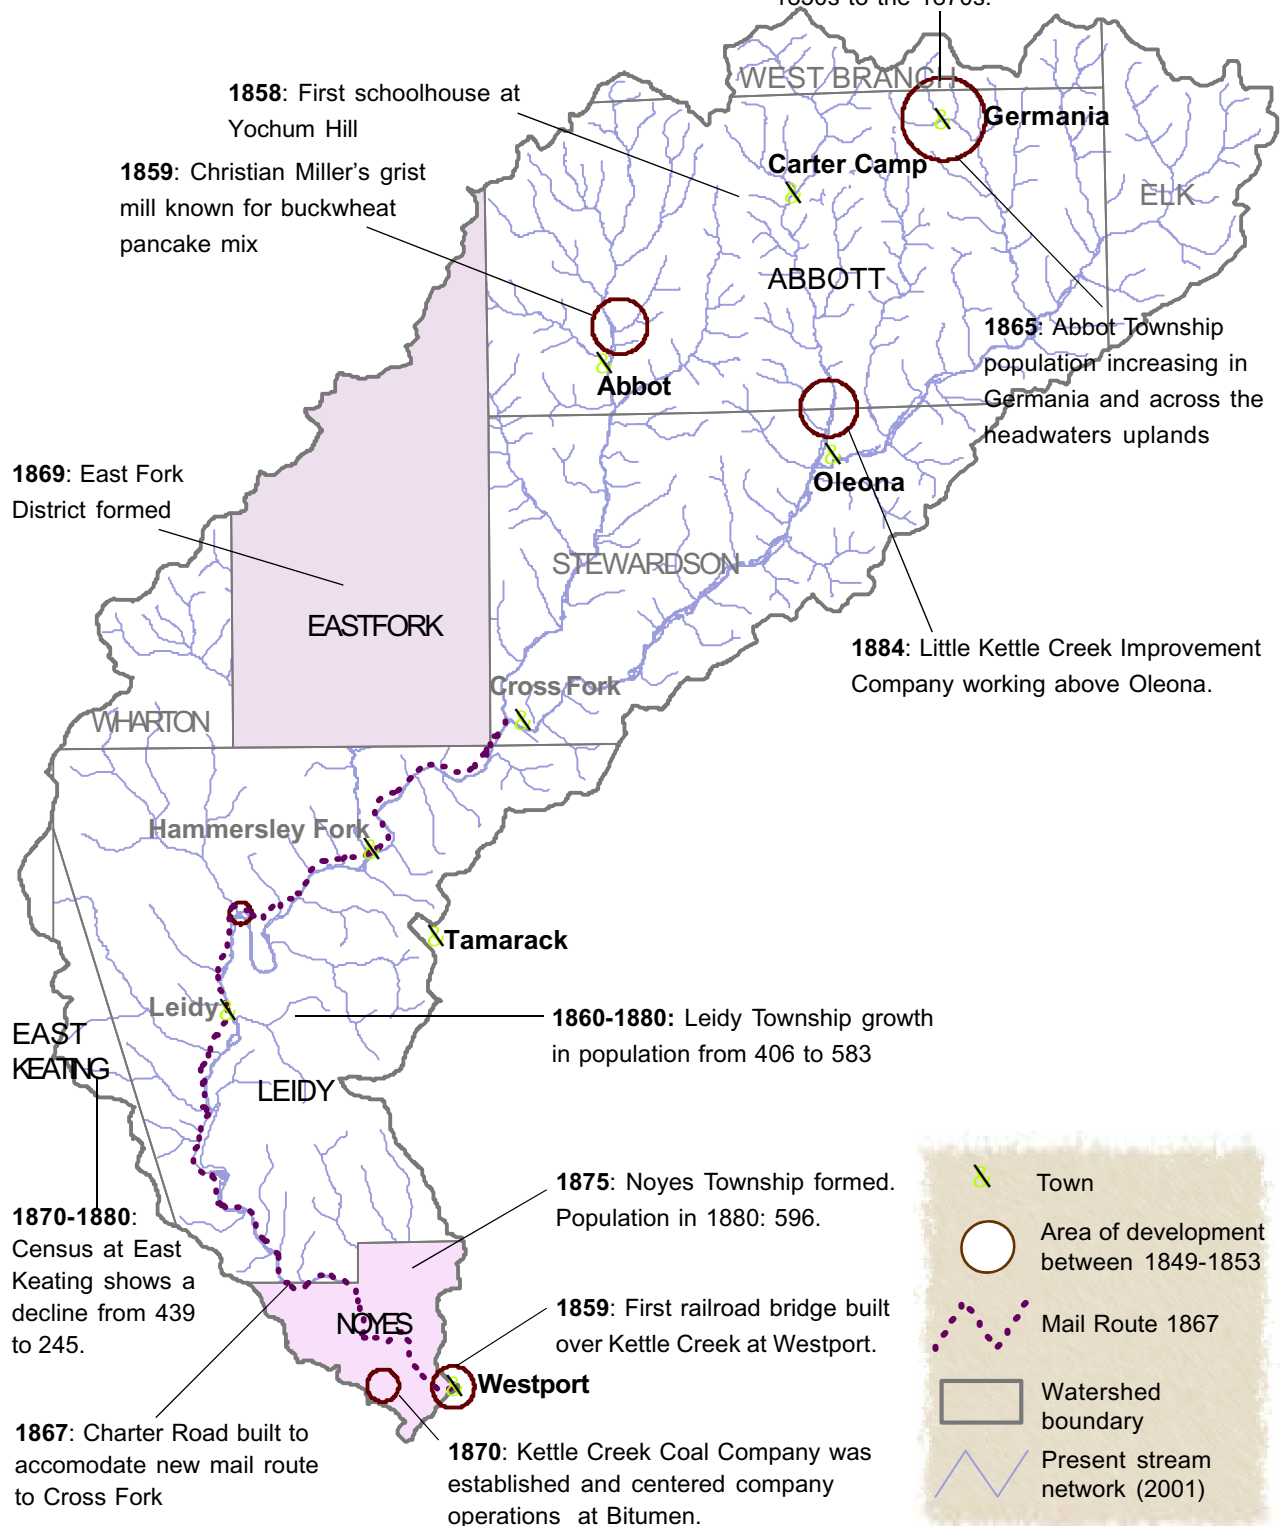 1850s to the 1870s.
WEST BRANCH
1858: First schoolhouse at
Yochum Hill
Germania
Carter Camp
1859: Christian Miller's grist
mill known for buckwheat
pancake mix
ELK
ABBOTT
1865: Abbot Township
population increasing in
Germania and across the
headwaters uplands
Abbot
Oleona
1869: East Fork
District formed
STEWARDSON
EASTFORK
1884: Little Kettle Creek Improvement
Company working above Oleona.
Cross Fork
WHARTON
Hammersley Fork
Tamarack
Leidy
1860-1880: Leidy Township growth
in population from 406 to 583
EAST
KEATING
LEIDY
1875: Noyes Township formed.
Population in 1880: 596.
1870-1880:
Census at East
Keating shows a
decline from 439
to 245.
1859: First railroad bridge built
over Kettle Creek at Westport.
NOYES
Westport
1867: Charter Road built to
accomodate new mail route
to Cross Fork
1870: Kettle Creek Coal Company was
established and centered company
operations at Bitumen.
Town
Area of development
between 1849-1853
Mail Route 1867
Watershed
boundary
Present stream
network (2001)